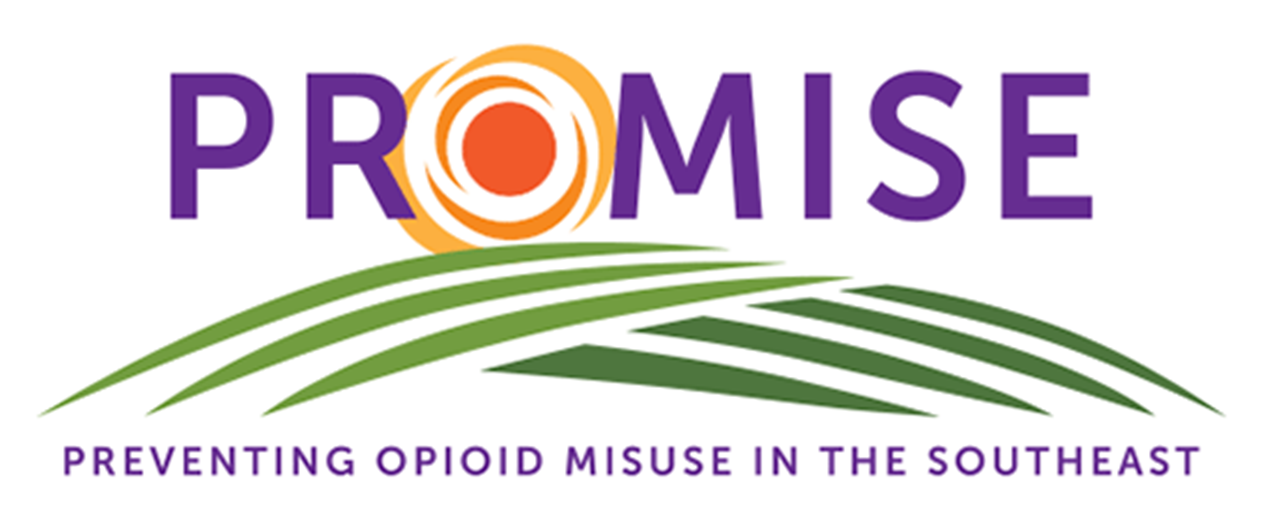 PROMISE
PREVENTING OPIOID MISUSE IN THE SOUTHEAST